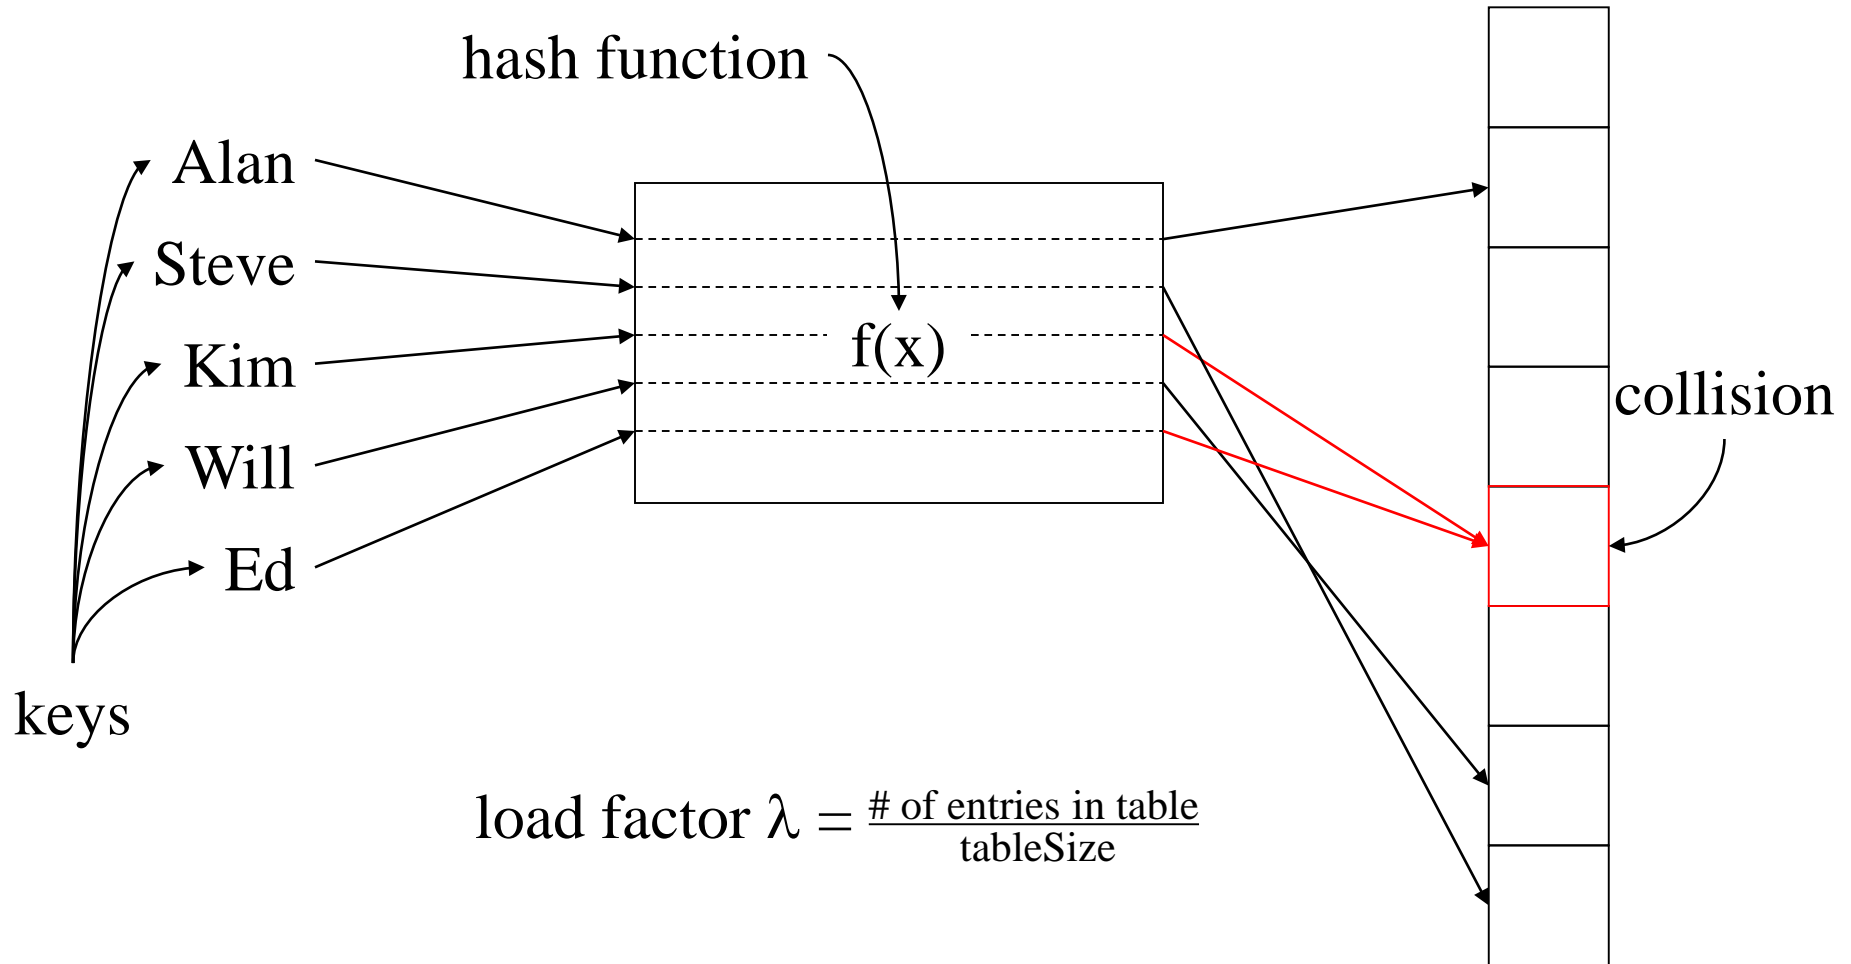 hash function
Alan
Steve
Kim
Will
Ed
keys
f(x)
collision
load factor λ = # of entries in table
tableSize